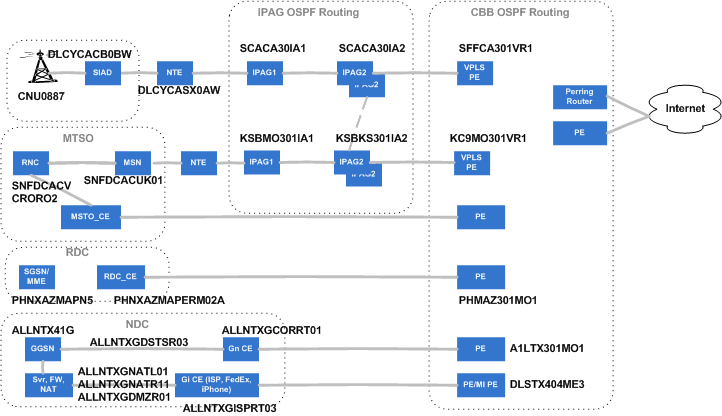 IPAG OSPF Routing
CBB OSPF Routing
DLCYCACB0BW
SCACA30IA1
SCACA30IA2
SFFCA301VR1
SIAD
NTE
IPAG1
IPAG2
IPAG2
VPLS
PE
CNU0887
DLCYCASX0AW
Perring
Router
Internet
PE
MTSO
KSBMO301IA1
KSBKS301IA2
KC9MO301VR1
RNC
MSN
NTE
IPAG1
IPAG2
IPAG2
VPLS
PE
SNFDCACV
CRORO2
SNFDCACUK01
MSTO_CE
PE
RDC
SGSN/
MME
RDC_CE
PE
PHNXAZMAPN5
PHNXAZMAPERM02A
PHMAZ301MO1
NDC
ALLNTX41G
ALLNTXGCORRT01
GGSN
ALLNTXGDSTSR03
Gn CE
PE
A1LTX301MO1
Svr, FW,
NAT
ALLNTXGNATL01
ALLNTXGNATR11
ALLNTXGDMZR01
Gi CE (ISP, FedEx,
iPhone)
PE/MI PE
DLSTX404ME3
ALLNTXGISPRT03